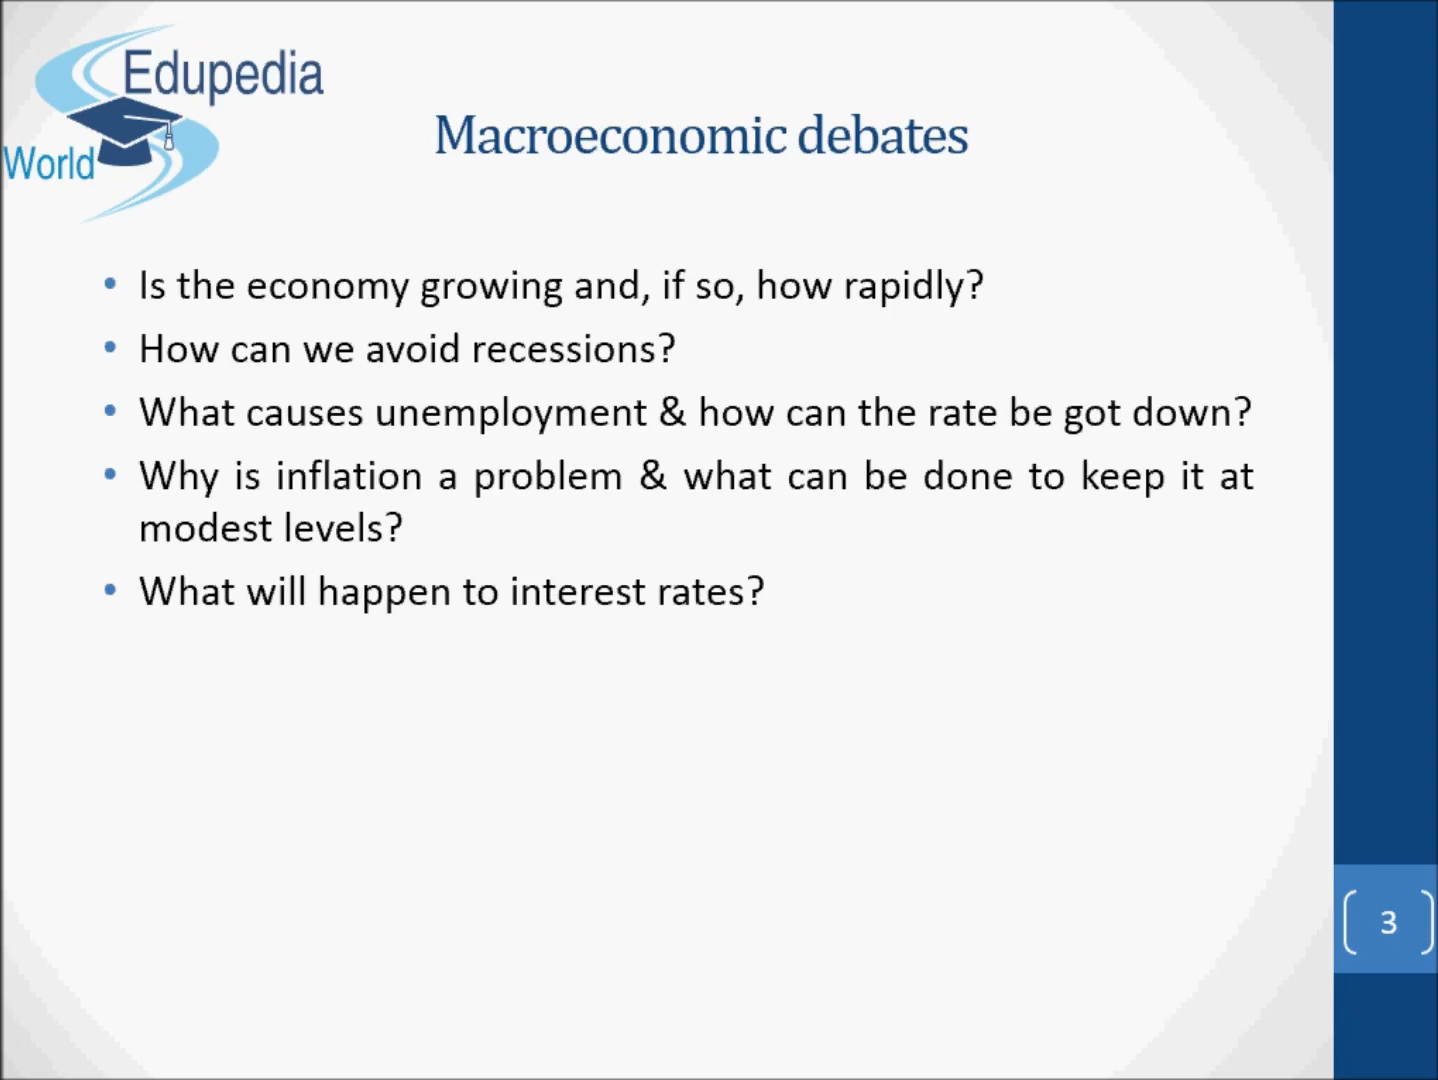 Edupedia
World
Macroeconomic debates
• Is the economy growing and, if so, how rapidly?
• How can we avoid recessions?
• What causes unemployment & how can the rate be got down?
• Why is inflation a problem & what can be done to keep it at
modest levels?
• What will happen to interest rates?
3